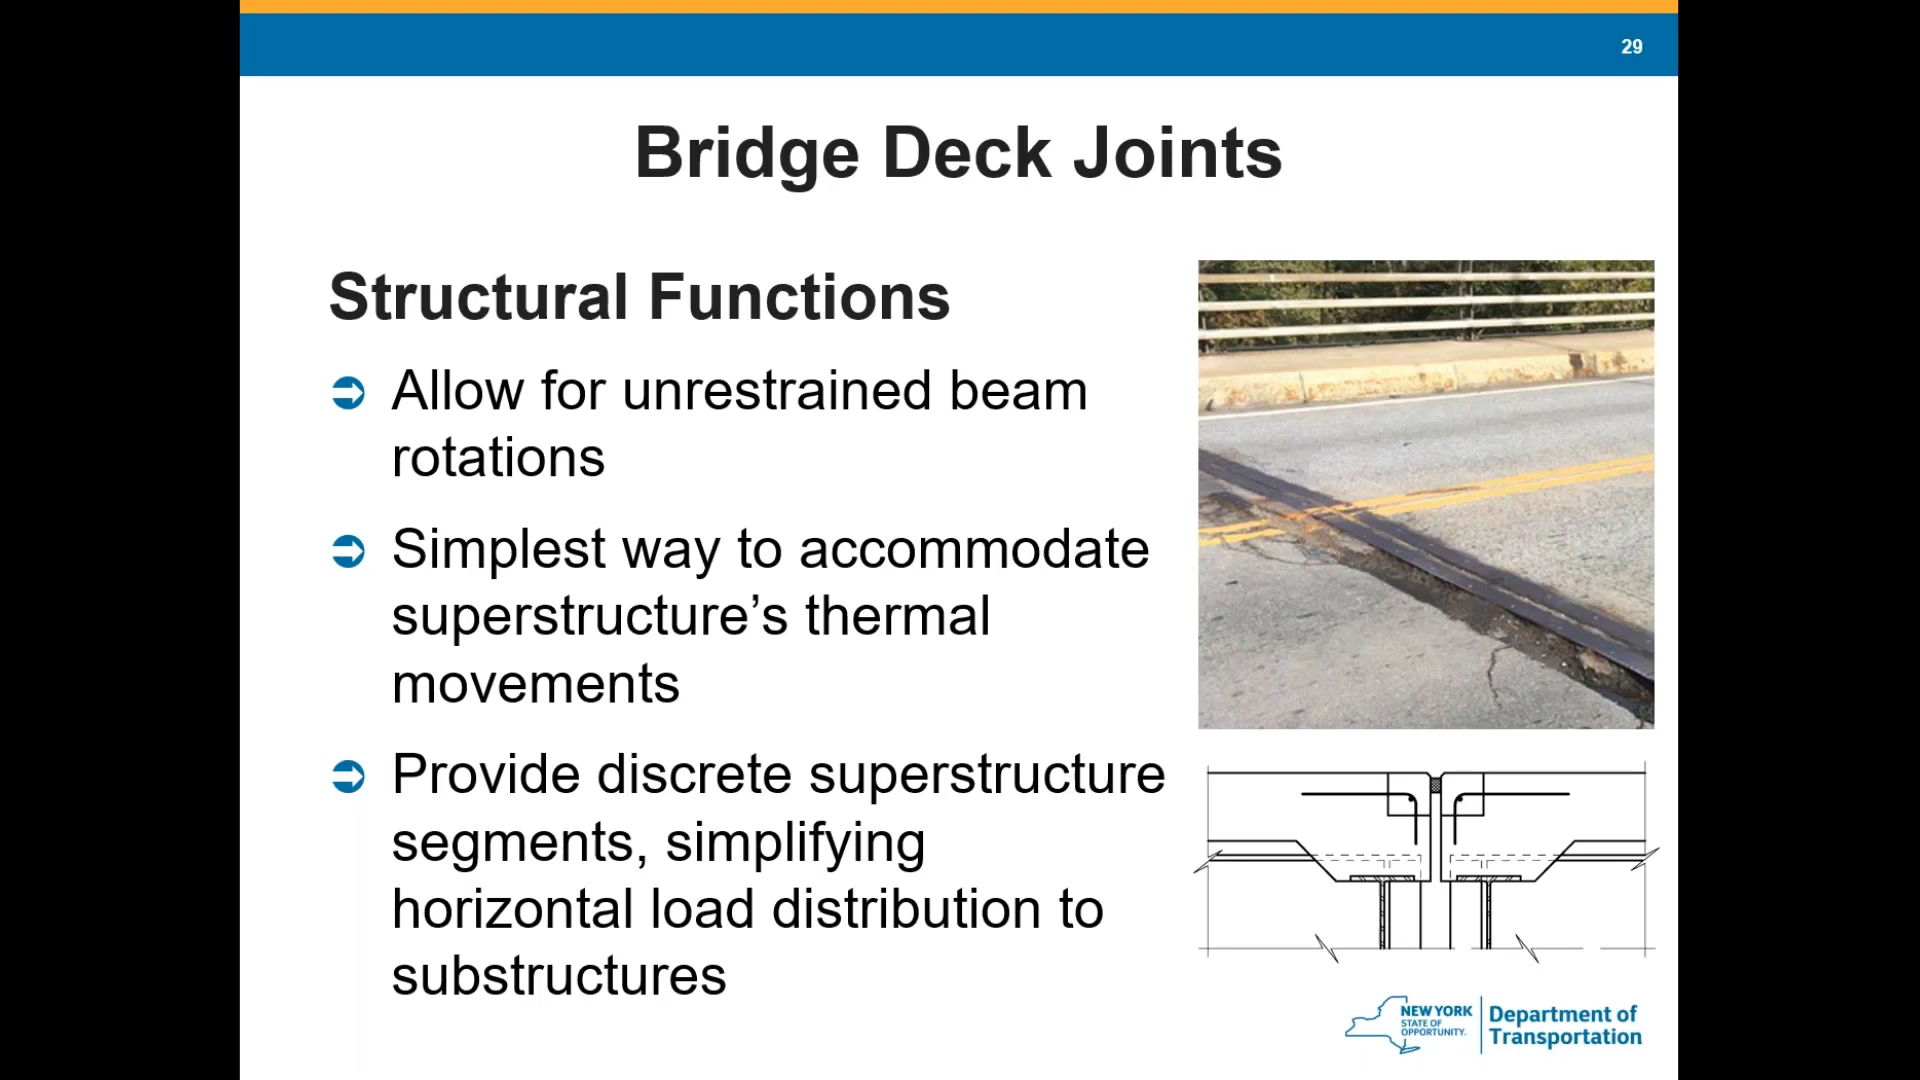 29
Bridge Deck Joints
Structural Functions
Allow for unrestrained beam
rotations
Simplest way to accommodate
superstructure’s thermal
movements
Provide discrete superstructure
segments, simplifying
horizontal load distribution to
substructures
NEW YORK
STATE OF
OPPORTUNITY.
Department of
Transportation